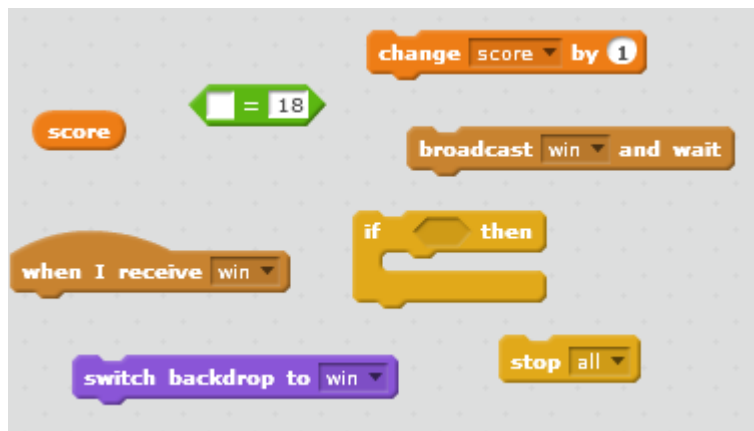 change score by 1
= 18
score
broadcast win and wait
if then
when I receive win
stop all
switch backdrop to win